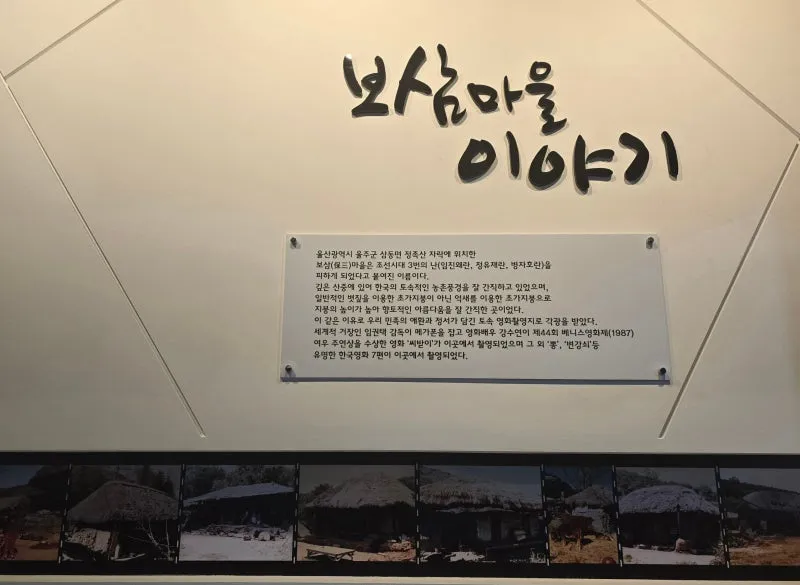 보삼마을
이야기
울산광역시 울주군 삼동면 정족산 자락에 위치한
보삼(保三)마을은 조선시대 3번의 난(임진왜란, 정유재란, 병자호란)을
피하게 되었다고 붙여진 이름이다.
깊은 산중에 있어 한국의 토속적인 농촌풍경을 잘 간직하고 있었으며,
일반적인 볏짚을 이용한 초가지붕이 아닌 억새를 이용한 초가지붕으로
지붕의 높이가 높아 향토적인 아름다움을 잘 간직한 곳이었다.
이 같은 이유로 우리 민족의 애환과 정서가 담긴 토속 영화촬영지로 각광을 받았다.
세계적 거장인 임권택 감독이 메가폰을 잡고 영화배우 강수연이 제44회 베니스영화제(1987)
여우 주연상을 수상한 영화 '씨받이'가 이곳에서 촬영되었으며 그 외 '뽕', '변강쇠'등
유명한 한국영화 7편이 이곳에서 촬영되었다.